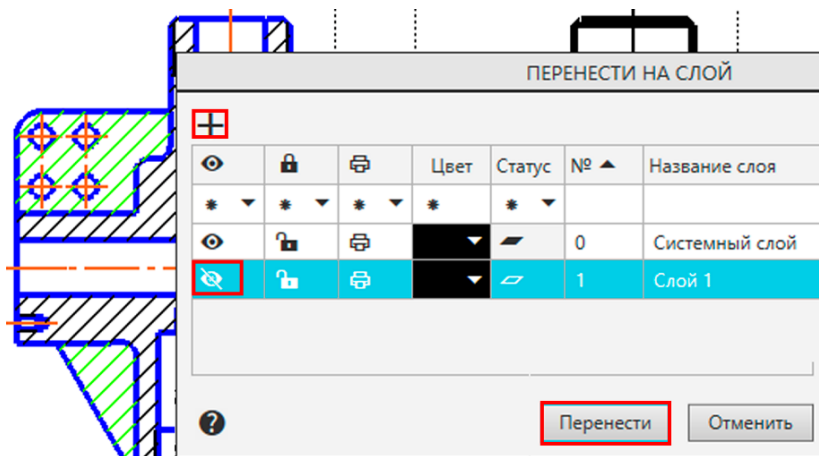 ПЕРЕНЕСТИ НА СЛОЙ
Цвет Статус № Название слоя
* * * * *
0 Системный слой
1 Слой 1
? Перенести Отменить